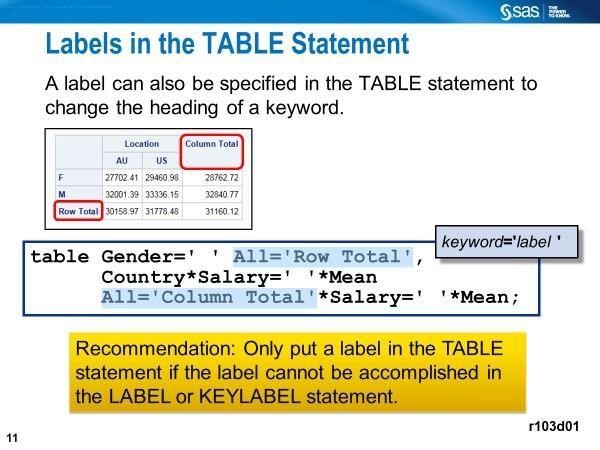 sas THE
POWER
TO KNOW.
Labels in the TABLE Statement
A label can also be specified in the TABLE statement to
change the heading of a keyword.
Location Column Total
AU US
F 27702.41 29460.98 28762.72
M 32001.39 33336.15 32840.77
Row Total 30158.97 31778.48 31160.12
keyword='label '
table Gender=' ' All='Row Total',
Country*Salary=' '*Mean
All='Column Total'*Salary=' '*Mean;
Recommendation: Only put a label in the TABLE
statement if the label cannot be accomplished in
the LABEL or KEYLABEL statement.
11
r103d01